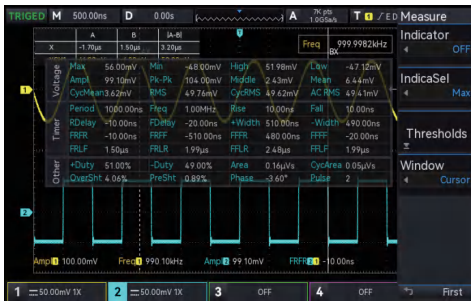 TRIGED M 500.00ns D 0.00s A 7K pts 1.0GSa/s T 1 ED Measure
A B |A-B|
X -1.70μs 1.50μs 3.20μs
Freq 999.9982kHz
BX
Indicator
OFF
IndicaSel
Max
Thresholds
Window
Cursor
First
Voltage
Max 56.00mV Min -48.00mV High 51.98mV Low -47.12mV
Ampl 99.10mV Pk-Pk 104.00mV Middle 2.43mV Mean 6.44mV
CycMean 3.62mV RMS 49.76mV CycRMS 49.62mV AC RMS 49.41mV
Timer
Period 1000.00ns Freq 1.00MHz Rise 10.00ns Fall 10.00ns
RDelay -10.00ns FDelay -20.00ns +Width 510.00ns -Width 490.00ns
FRFR -10.00ns FRFF -510.00ns FFFR 480.00ns FFFF -20.00ns
FRLF 1.50μs FRLR 1.99μs FFLR 2.48μs FFLF 1.99μs
Other
+Duty 51.00% -Duty 49.00% Area 0.16μVs CycArea 0.05μVs
OverSht 4.06% PreSht 0.89% Phase -3.60° Pulse 2
1
2
Ampl 1 100.00mV Freq 1 990.10kHz Ampl 2 99.10mV FRFR 2 1 -10.00ns
1 50.00mV 1X 2 50.00mV 1X 3 OFF 4 OFF